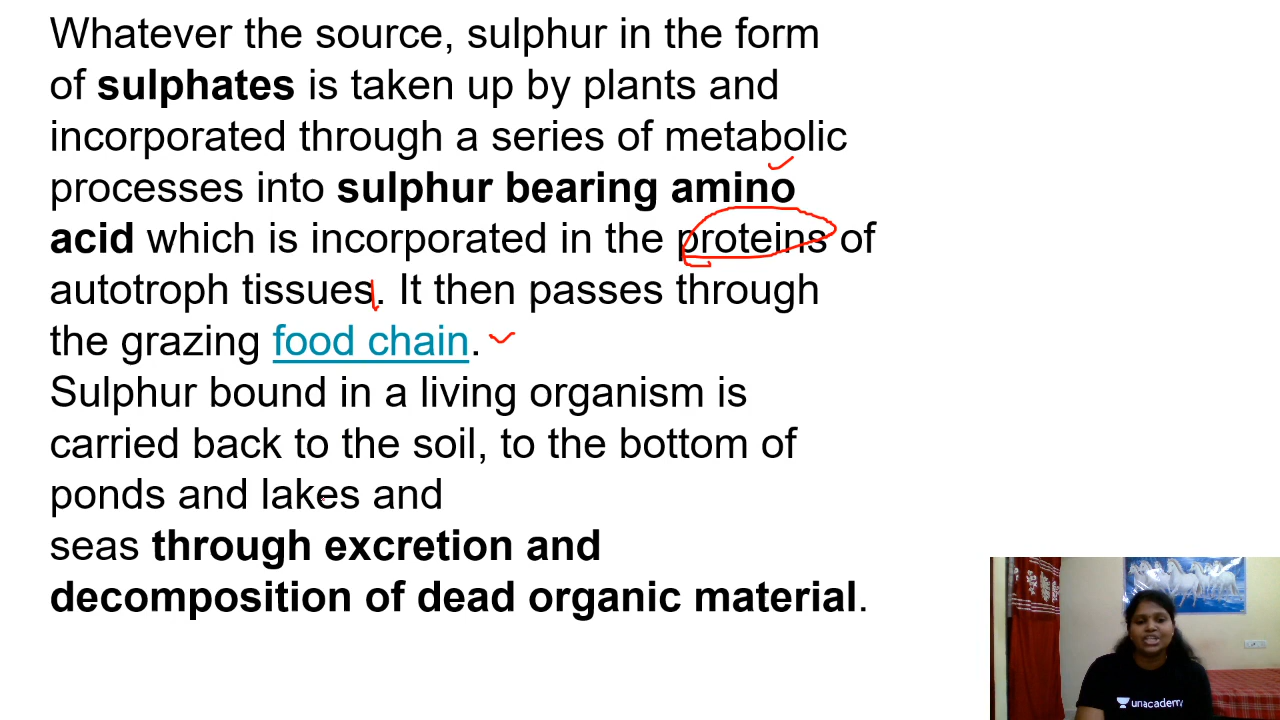 Whatever the source, sulphur in the form
of sulphates is taken up by plants and
incorporated through a series of metabolic
processes into sulphur bearing amino
acid which is incorporated in the proteins of
autotroph tissues. It then passes through
the grazing food chain.
Sulphur bound in a living organism is
carried back to the soil, to the bottom of
ponds and lakes and
seas through excretion and
decomposition of dead organic material.
unacademy